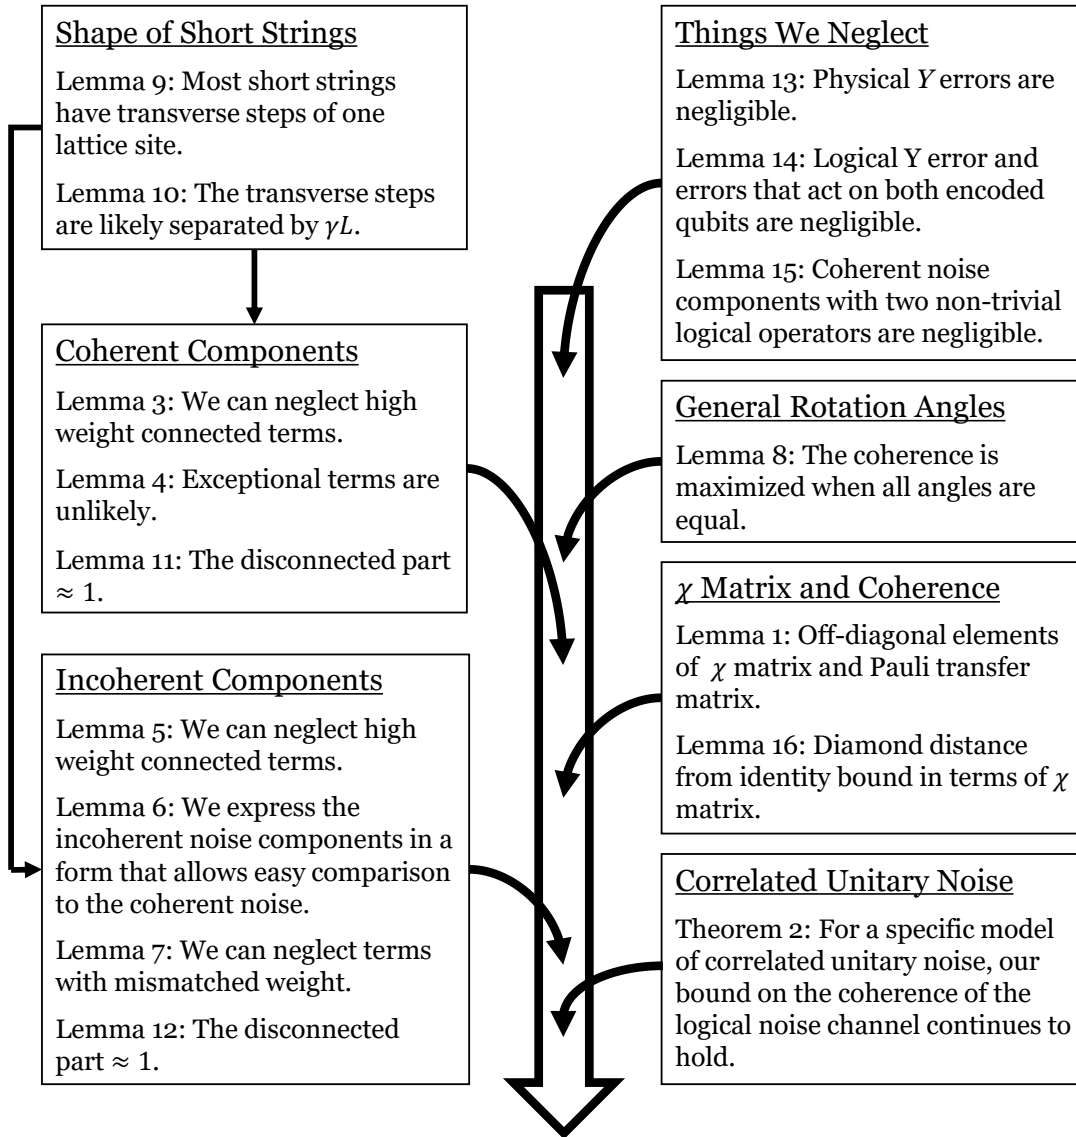 Shape of Short Strings
Lemma 9: Most short strings
have transverse steps of one
lattice site.
Lemma 10: The transverse steps
are likely separated by γL.
Coherent Components
Lemma 3: We can neglect high
weight connected terms.
Lemma 4: Exceptional terms are
unlikely.
Lemma 11: The disconnected part
≈ 1.
Incoherent Components
Lemma 5: We can neglect high
weight connected terms.
Lemma 6: We express the
incoherent noise components in a
form that allows easy comparison
to the coherent noise.
Lemma 7: We can neglect terms
with mismatched weight.
Lemma 12: The disconnected
part ≈ 1.
Things We Neglect
Lemma 13: Physical Y errors are
negligible.
Lemma 14: Logical Y error and
errors that act on both encoded
qubits are negligible.
Lemma 15: Coherent noise
components with two non-trivial
logical operators are negligible.
General Rotation Angles
Lemma 8: The coherence is
maximized when all angles are
equal.
χ Matrix and Coherence
Lemma 1: Off-diagonal elements
of χ matrix and Pauli transfer
matrix.
Lemma 16: Diamond distance
from identity bound in terms of χ
matrix.
Correlated Unitary Noise
Theorem 2: For a specific model
of correlated unitary noise, our
bound on the coherence of the
logical noise channel continues to
hold.